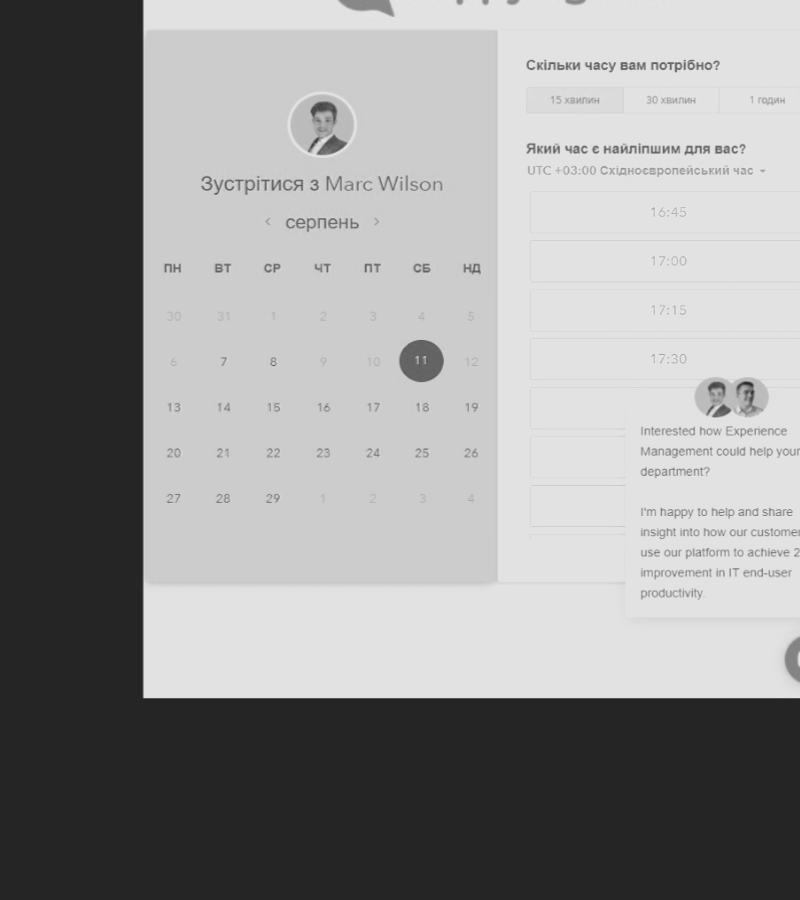 Зустрітися з Marc Wilson
серпень
ПН ВТ СР ЧТ ПТ СБ НД
30 31 1 2 3 4 5
6 7 8 9 10 11 12
13 14 15 16 17 18 19
20 21 22 23 24 25 26
27 28 29 1 2 3 4
Скільки часу вам потрібно?
15 хвилин 30 хвилин 1 годин
Який час є найліпшим для вас?
UTC +03:00 Східноєвропейський час
16:45
17:00
17:15
17:30
Interested how Experience
Management could help your
department?
I'm happy to help and share
insight into how our customer
use our platform to achieve 2
improvement in IT end-user
productivity.